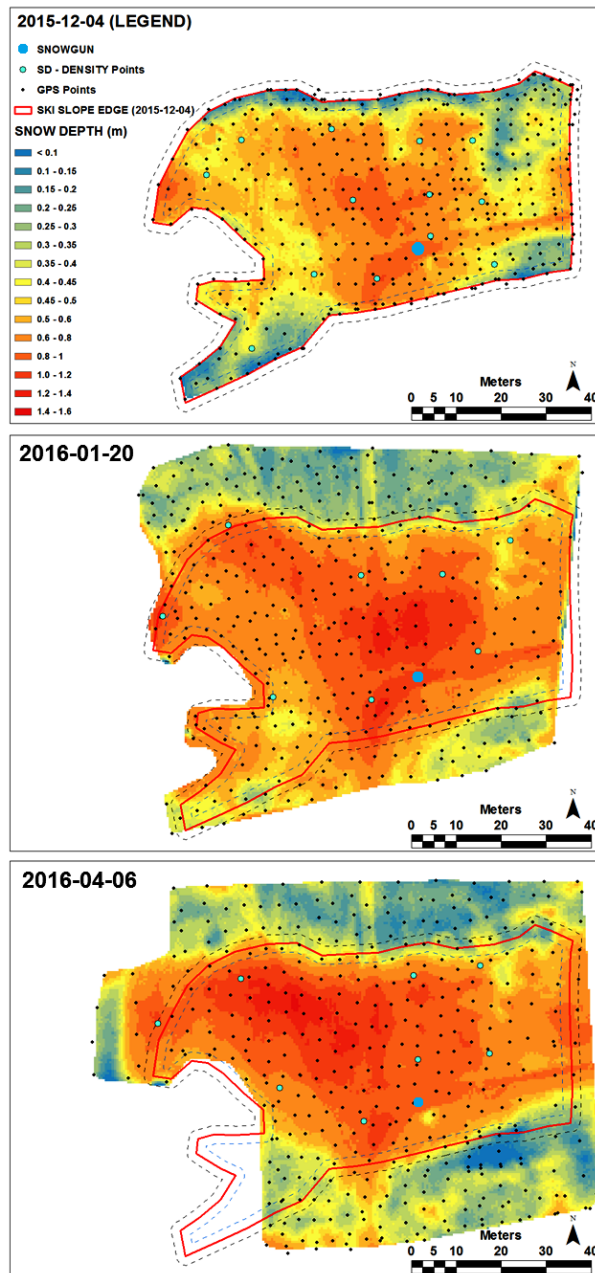 2015-12-04 (LEGEND)
SNOWGUN
SD - DENSITY Points
GPS Points
SKI SLOPE EDGE (2015-12-04)
SNOW DEPTH (m)
< 0.1
0.1 - 0.15
0.15 - 0.2
0.2 - 0.25
0.25 - 0.3
0.3 - 0.35
0.35 - 0.4
0.4 - 0.45
0.45 - 0.5
0.5 - 0.6
0.6 - 0.8
0.8 - 1
1.0 - 1.2
1.2 - 1.4
1.4 - 1.6
N
Meters
0 5 10 20 30 40
2016-01-20
N
Meters
0 5 10 20 30 40
2016-04-06
N
Meters
0 5 10 20 30 40